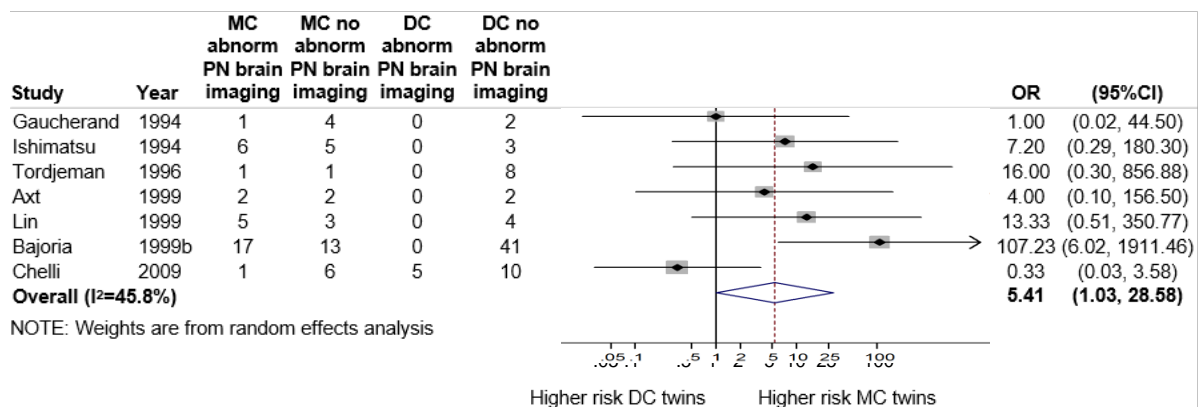 MC abnorm PN brain imaging MC no abnorm PN brain imaging DC abnorm PN brain imaging DC no abnorm PN brain imaging
Study Year OR (95%CI)
Gaucherand 1994 1 4 0 2 1.00 (0.02, 44.50)
Ishimatsu 1994 6 5 0 3 7.20 (0.29, 180.30)
Tordjeman 1996 1 1 0 8 16.00 (0.30, 856.88)
Axt 1999 2 2 0 2 4.00 (0.10, 156.50)
Lin 1999 5 3 0 4 13.33 (0.51, 350.77)
Bajoria 1999b 17 13 0 41 107.23 (6.02, 1911.46)
Chelli 2009 1 6 5 10 0.33 (0.03, 3.58)
Overall (I²=45.8%) 5.41 (1.03, 28.58)
NOTE: Weights are from random effects analysis
.05 .1 .5 1 2 5 10 25 100
Higher risk DC twins Higher risk MC twins